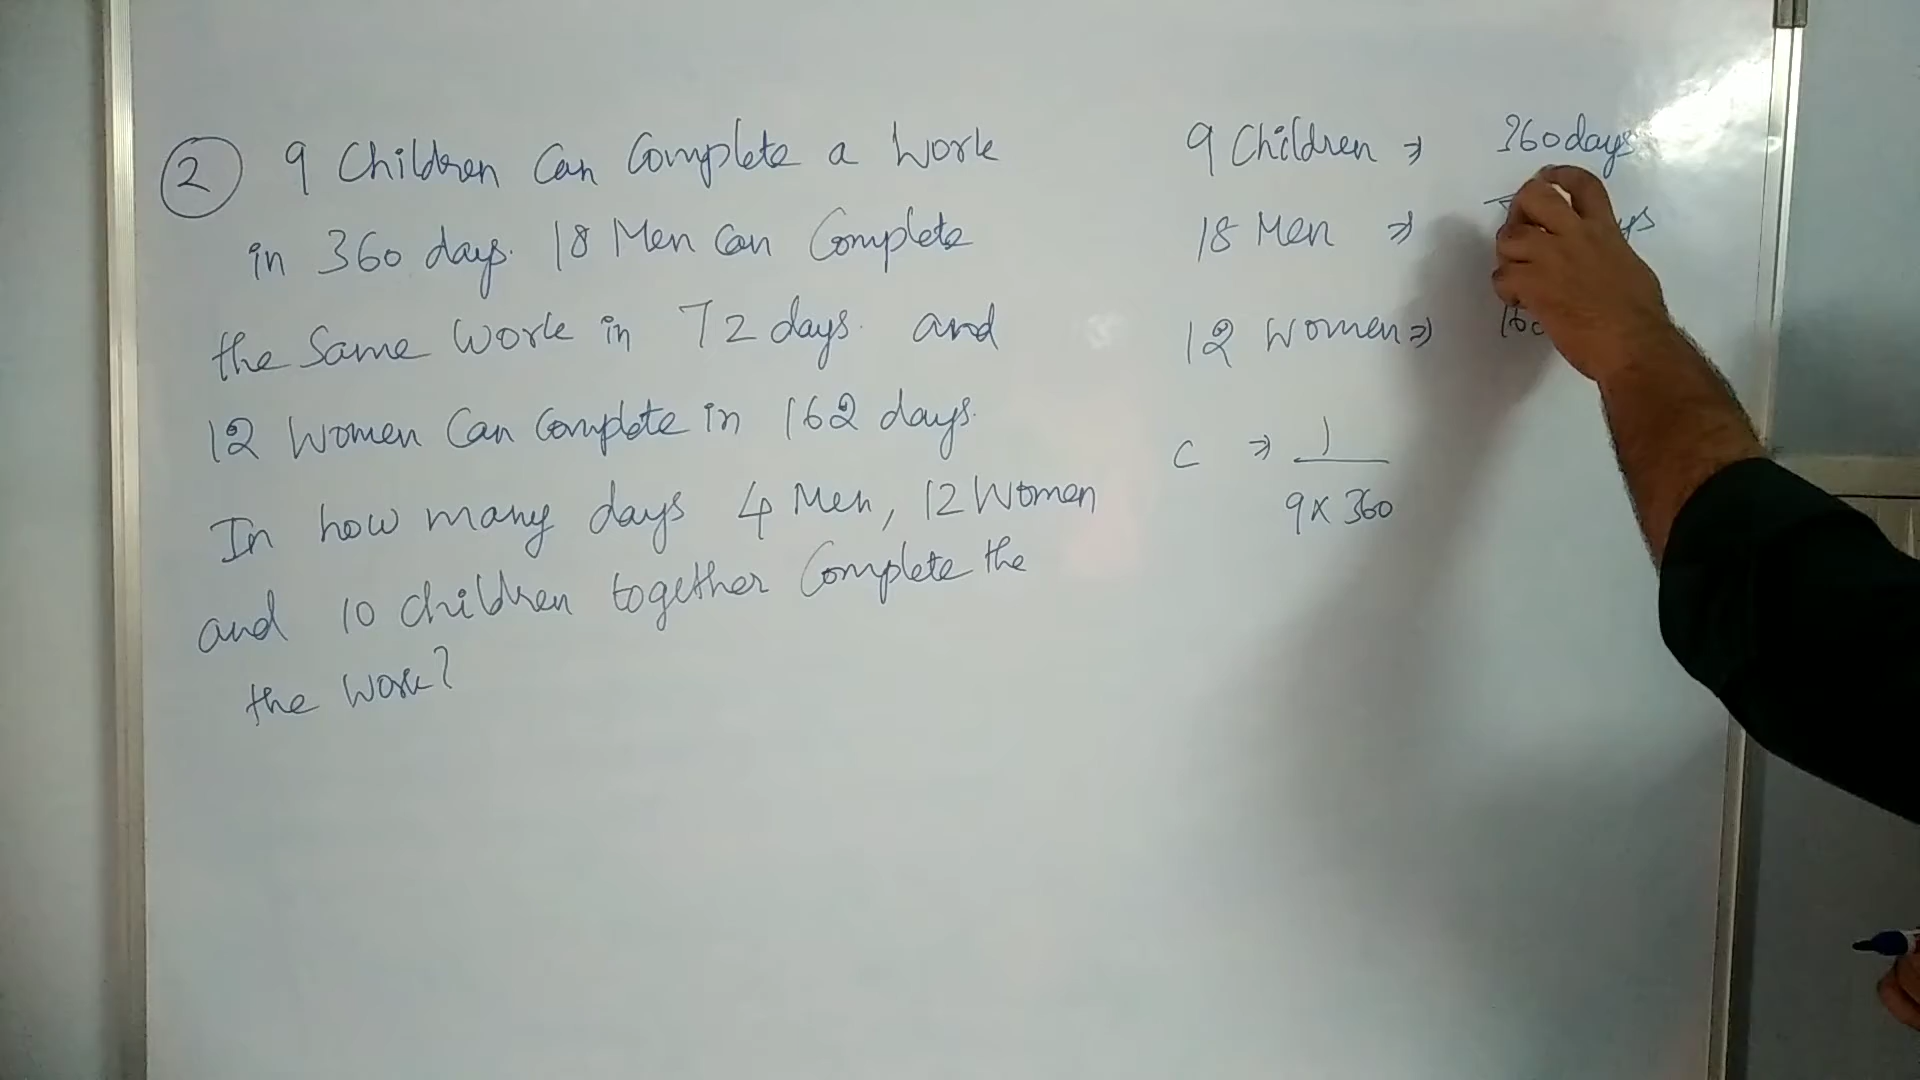 ② 9 Children Can Complete a Work
in 360 days. 18 Men Can Complete
the Same Work in 72 days. and
12 Women Can Complete in 162 days.
In how many days 4 Men, 12 Women
and 10 children together Complete the
the Work?
9 Children ⇒ 360 days
18 Men ⇒
12 Women ⇒
C ⇒ 1
9 x 360